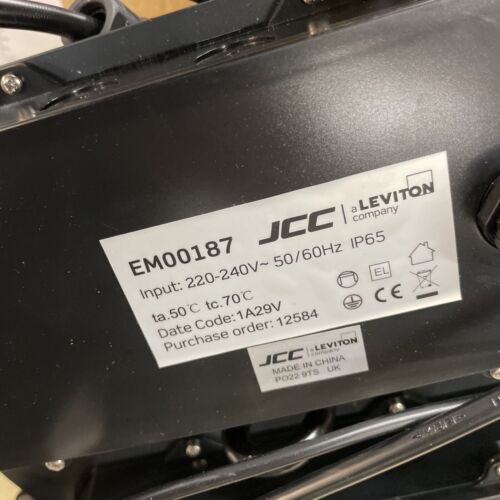 EM00187 JCC a LEVITON company
Input: 220-240V~ 50/60Hz IP65
ta.50℃ tc.70℃
Date Code:1A29V
Purchase order: 12584
EL
CE
JCC a LEVITON company
MADE IN CHINA
PO22 9TS UK